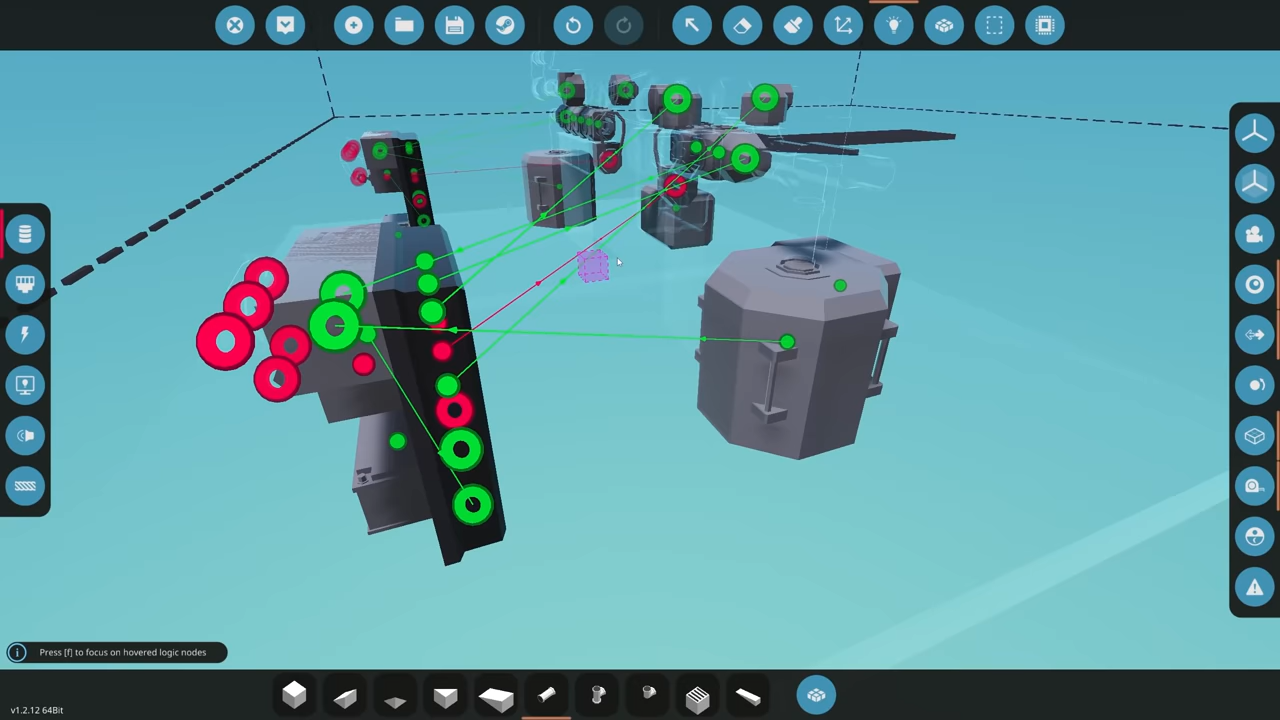 Press [f] to focus on hovered logic nodes
v1.2.12 64Bit